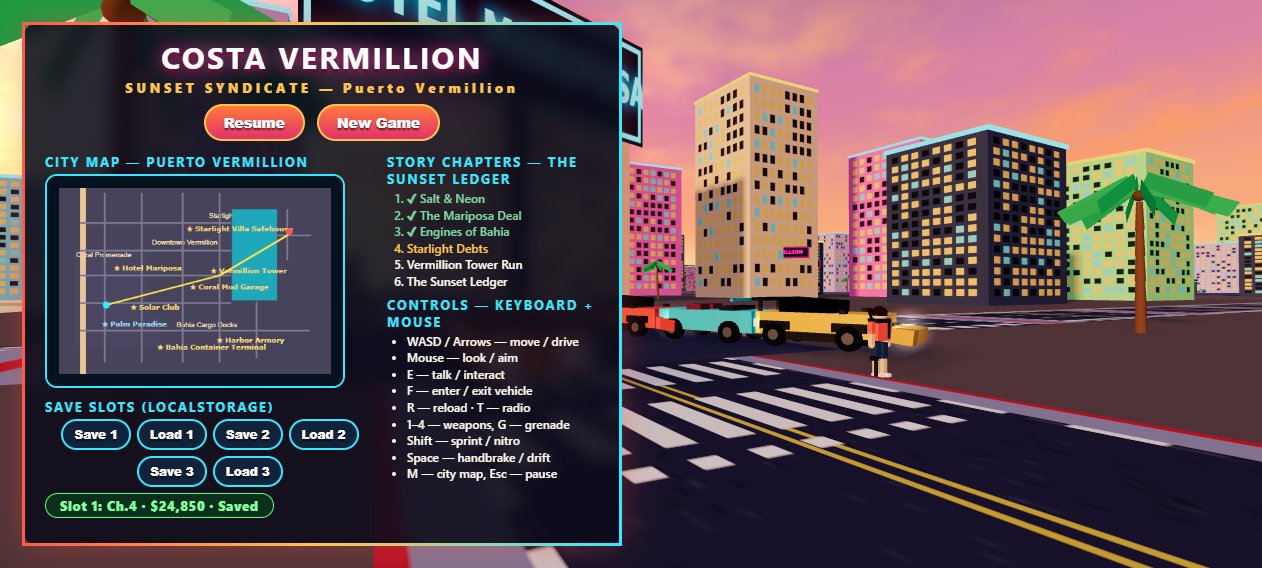 COSTA VERMILLION
SUNSET SYNDICATE — Puerto Vermillion
Resume
New Game
CITY MAP — PUERTO VERMILLION
Starligh
★ Starlight Villa Safehouse
Downtown Vermillion
Coral Promenade
★ Hotel Mariposa
★ Vermillion Tower
★ Coral Mod Garage
★ Solar Club
★ Palm Paradise
Bahia Cargo Docks
★ Harbor Armory
★ Bahia Container Terminal
SAVE SLOTS (LOCALSTORAGE)
Save 1
Load 1
Save 2
Load 2
Save 3
Load 3
Slot 1: Ch.4 · $24,850 · Saved
STORY CHAPTERS — THE
SUNSET LEDGER
1. ✓ Salt & Neon
2. ✓ The Mariposa Deal
3. ✓ Engines of Bahia
4. Starlight Debts
5. Vermillion Tower Run
6. The Sunset Ledger
CONTROLS — KEYBOARD +
MOUSE
• WASD / Arrows — move / drive
• Mouse — look / aim
• E — talk / interact
• F — enter / exit vehicle
• R — reload · T — radio
• 1–4 — weapons, G — grenade
• Shift — sprint / nitro
• Space — handbrake / drift
• M — city map, Esc — pause